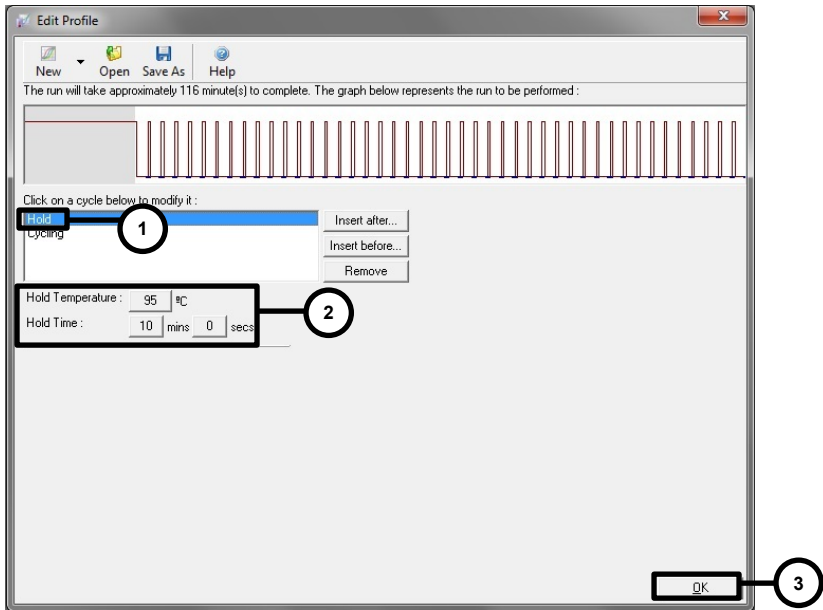 Edit Profile
New Open Save As Help
The run will take approximately 116 minute(s) to complete. The graph below represents the run to be performed :
Click on a cycle below to modify it :
Hold
Cycling
1
Insert after...
Insert before...
Remove
Hold Temperature : 95 ºC
Hold Time : 10 mins 0 secs
2
OK
3